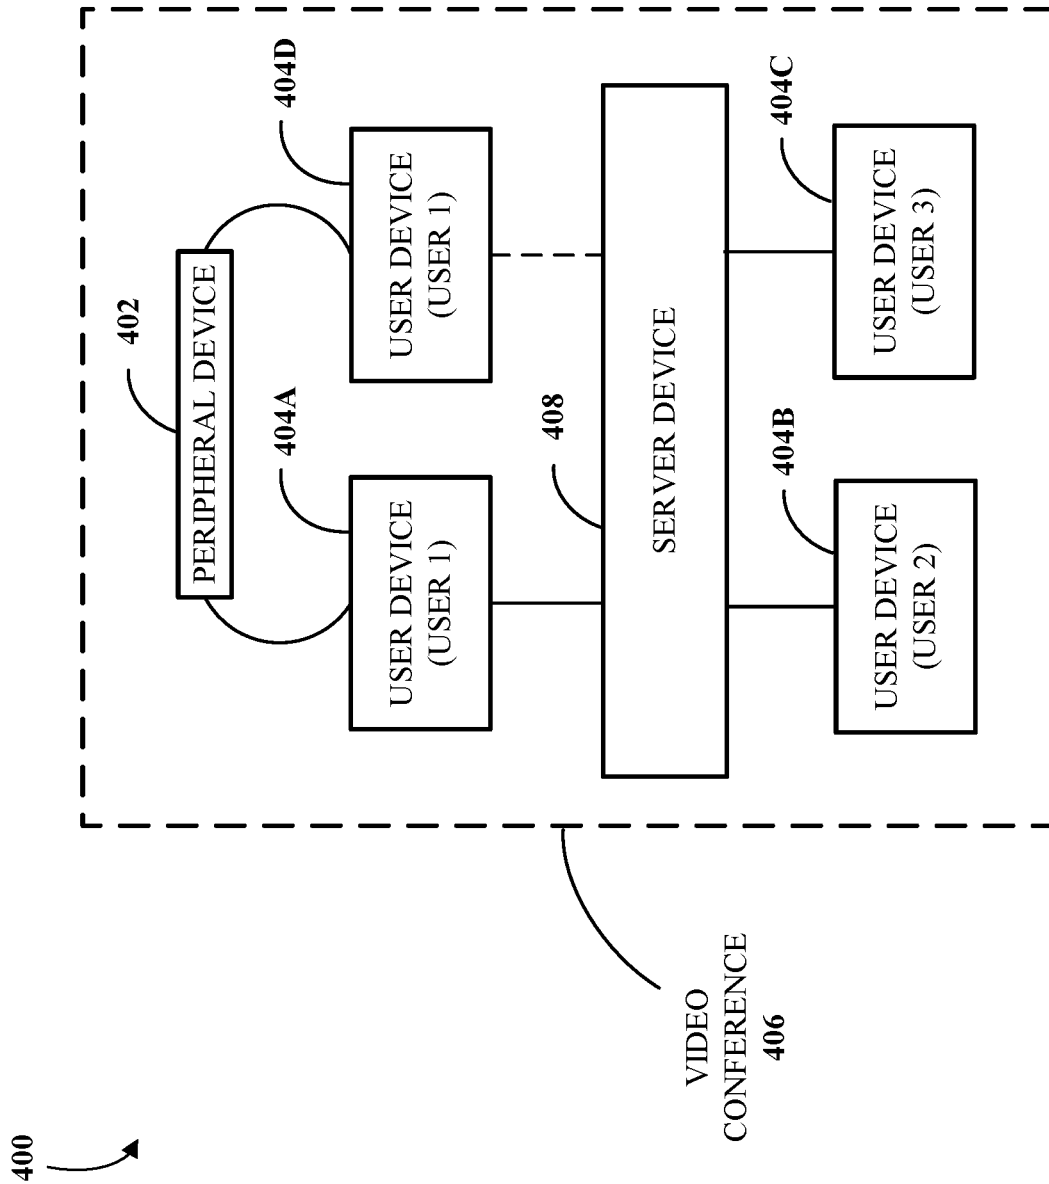 400
VIDEO
CONFERENCE
406
402
PERIPHERAL DEVICE
404A
USER DEVICE
(USER 1)
404D
USER DEVICE
(USER 1)
408
SERVER DEVICE
404B
USER DEVICE
(USER 2)
404C
USER DEVICE
(USER 3)